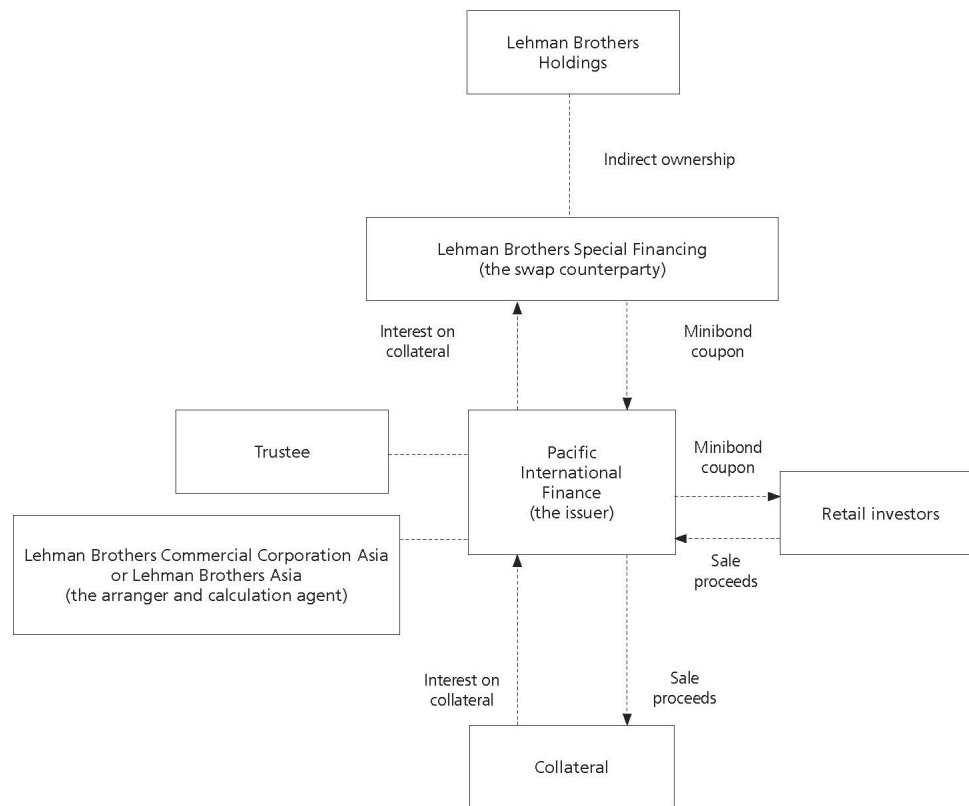 Lehman Brothers
Holdings
Indirect ownership
Lehman Brothers Special Financing
(the swap counterparty)
Interest on
collateral
Minibond
coupon
Trustee
Pacific
International
Finance
(the issuer)
Minibond
coupon
Retail investors
Lehman Brothers Commercial Corporation Asia
or Lehman Brothers Asia
(the arranger and calculation agent)
Sale
proceeds
Interest on
collateral
Sale
proceeds
Collateral